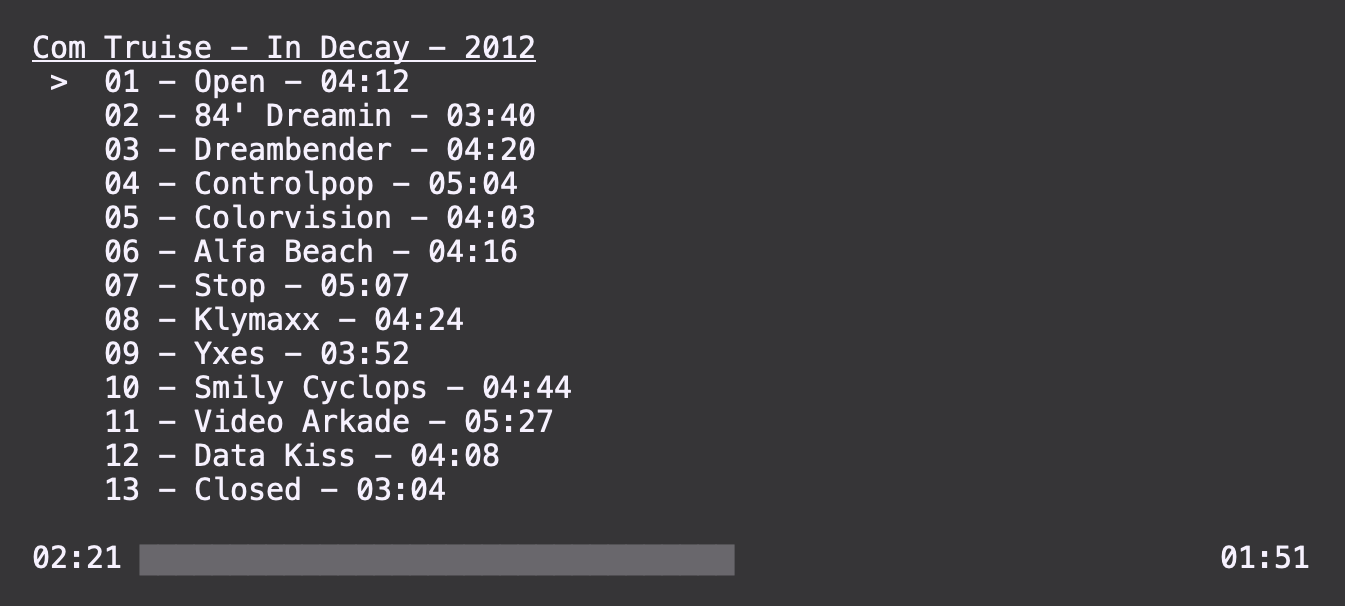 Com Truise – In Decay – 2012
> 01 – Open – 04:12
02 – 84' Dreamin – 03:40
03 – Dreambender – 04:20
04 – Controlpop – 05:04
05 – Colorvision – 04:03
06 – Alfa Beach – 04:16
07 – Stop – 05:07
08 – Klymaxx – 04:24
09 – Yxes – 03:52
10 – Smily Cyclops – 04:44
11 – Video Arkade – 05:27
12 – Data Kiss – 04:08
13 – Closed – 03:04
02:21 01:51